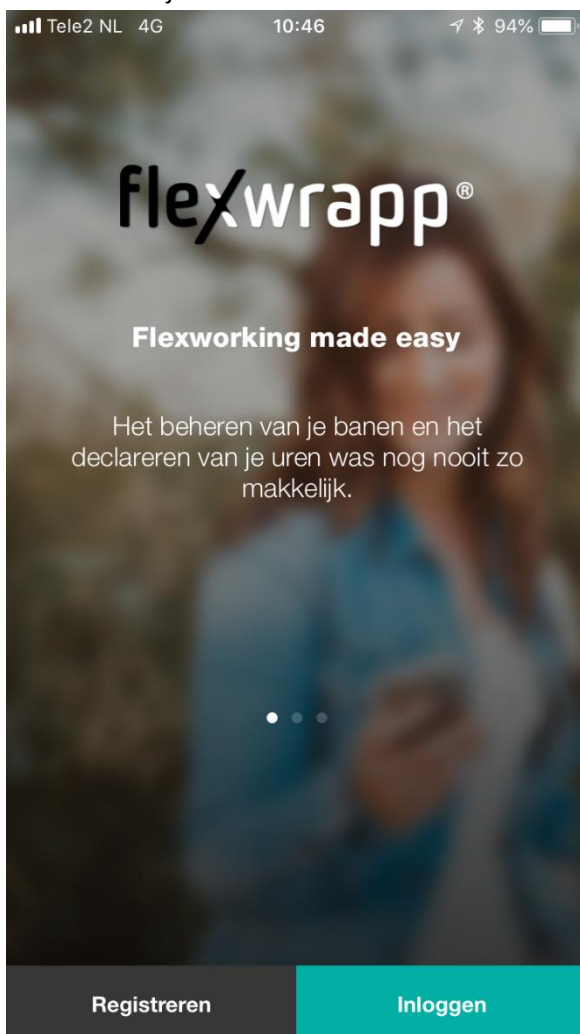 Tele2 NL 4G 10:46 94%
flexwrapp®
Flexworking made easy
Het beheren van je banen en het
declareren van je uren was nog nooit zo
makkelijk.
Registreren Inloggen